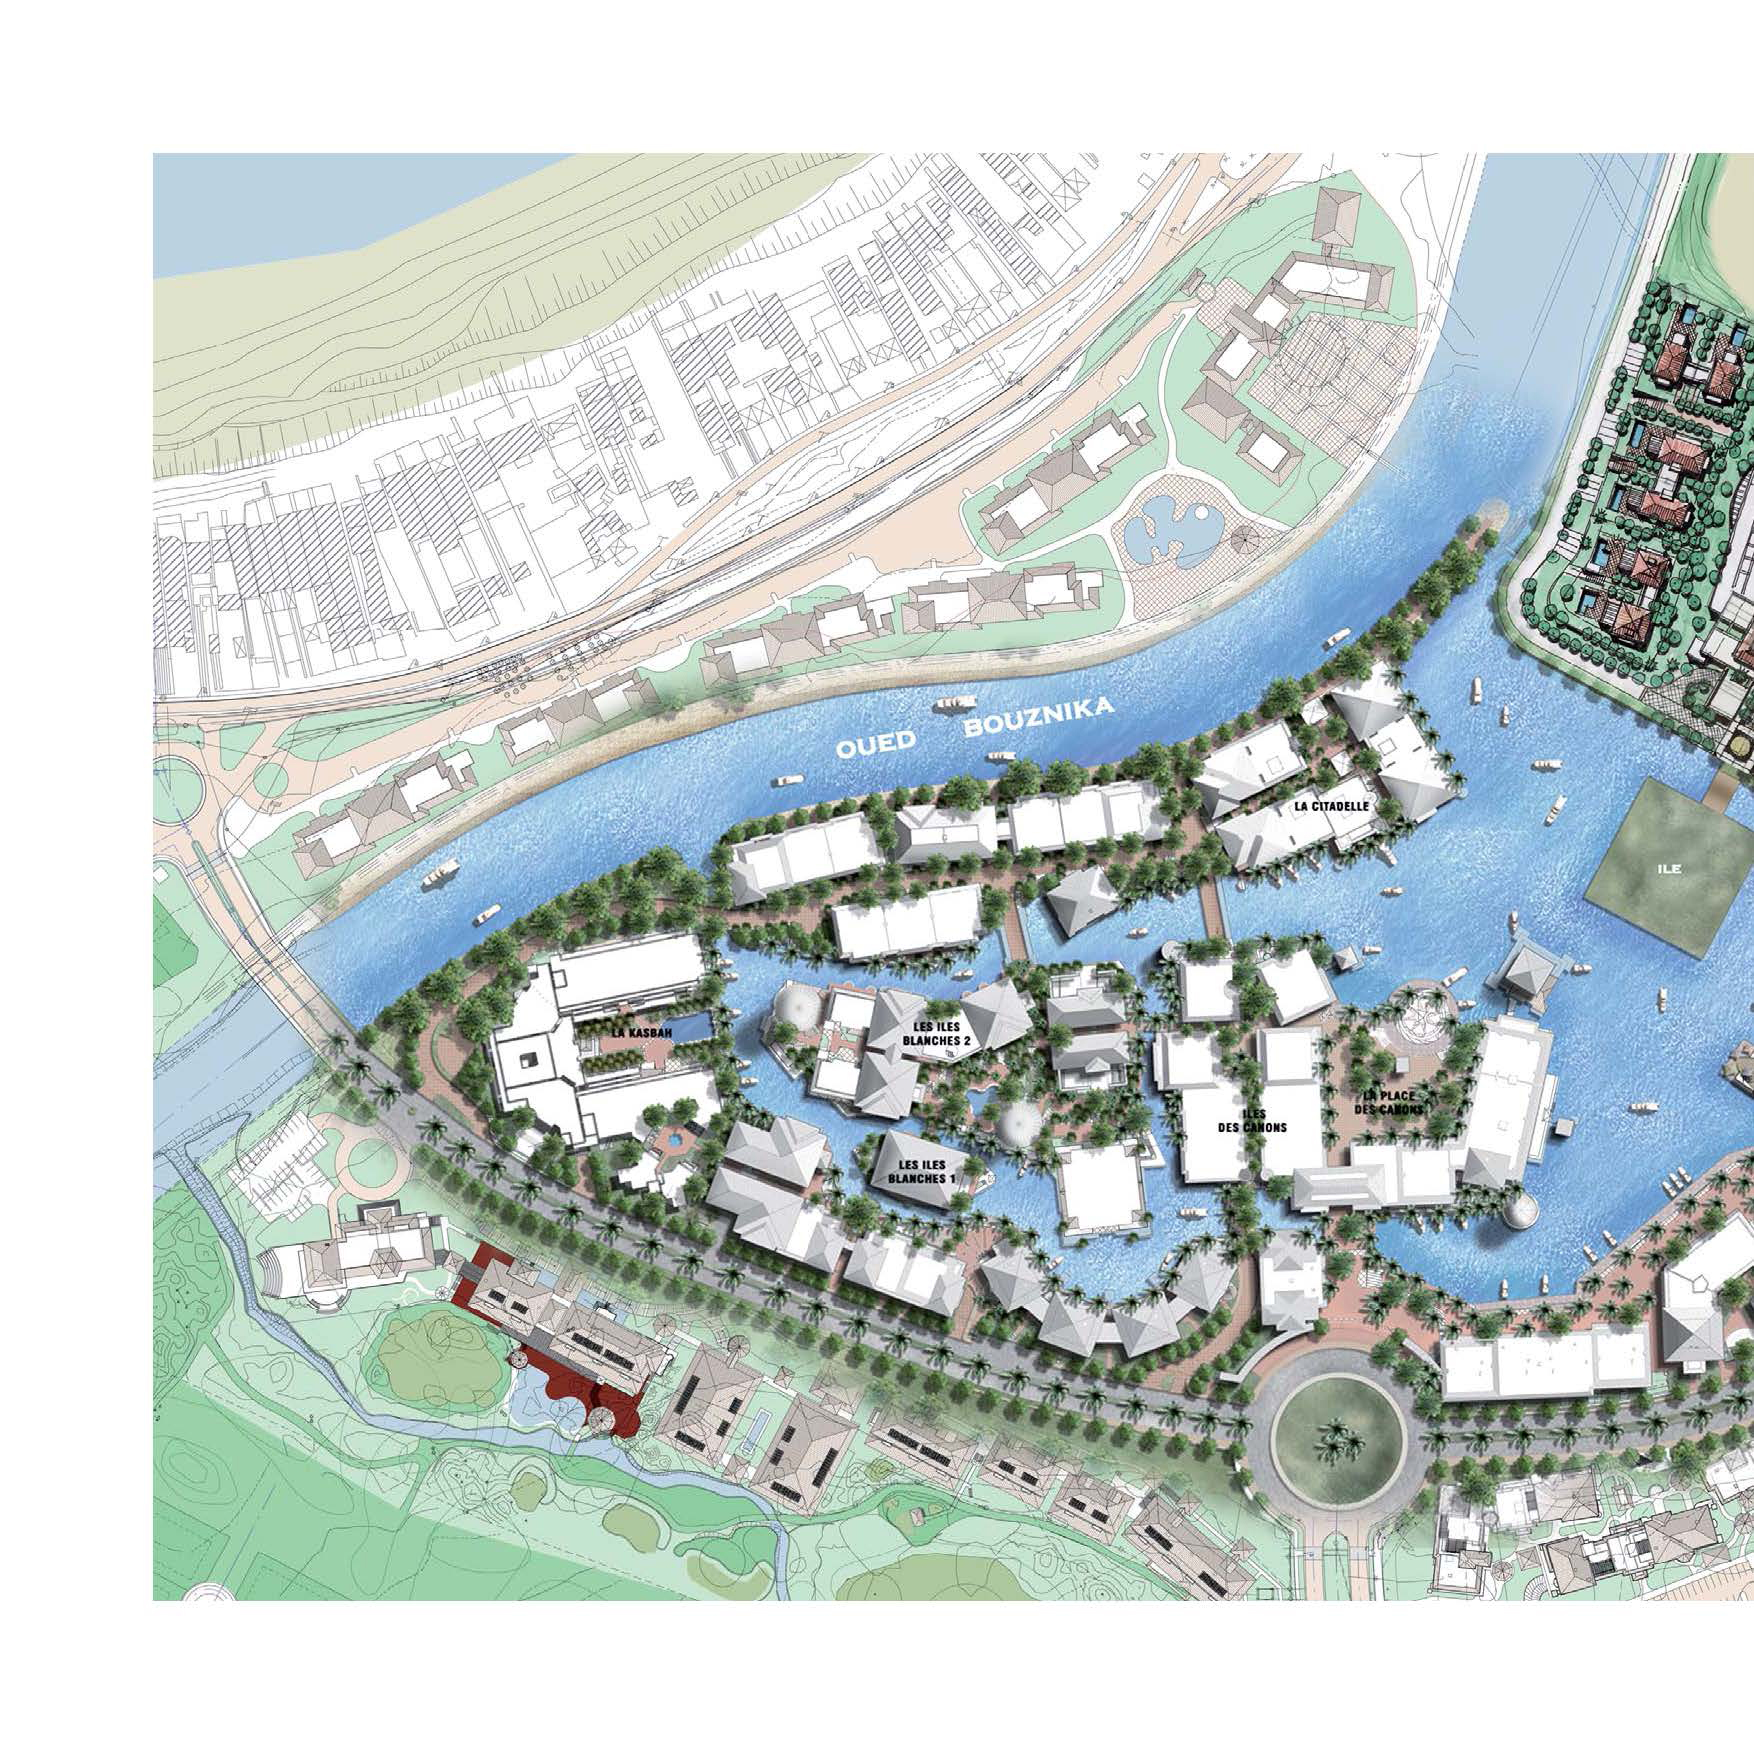 OUED BOUZNIKA
LA CITADELLE
ILE
LA KASBAH
LES ILES
BLANCHES 2
LES ILES
BLANCHES 1
ILES
DES CANONS
LA PLACE
DES CANONS